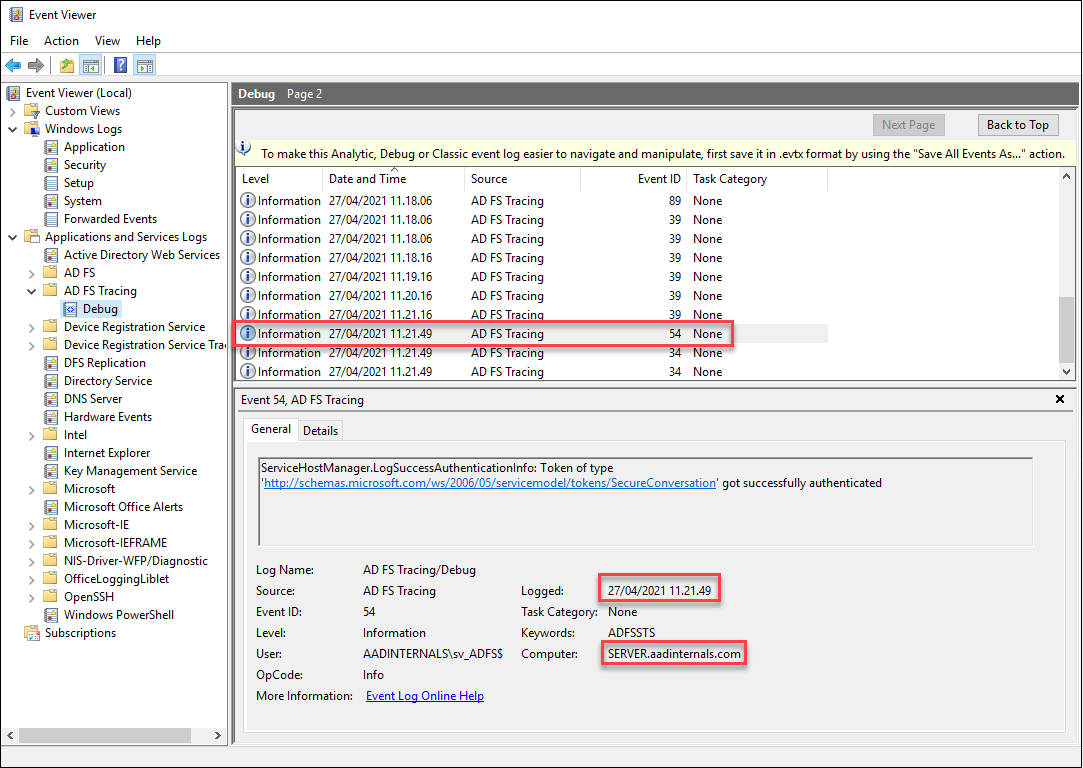 Event Viewer
File Action View Help
Event Viewer (Local)
Custom Views
Windows Logs
Application
Security
Setup
System
Forwarded Events
Applications and Services Logs
Active Directory Web Services
AD FS
AD FS Tracing
Debug
Device Registration Service
Device Registration Service Tra
DFS Replication
Directory Service
DNS Server
Hardware Events
Intel
Internet Explorer
Key Management Service
Microsoft
Microsoft Office Alerts
Microsoft-IE
Microsoft-IEFRAME
NIS-Driver-WFP/Diagnostic
OfficeLoggingLiblet
OpenSSH
Windows PowerShell
Subscriptions
Debug Page 2
Next Page Back to Top
To make this Analytic, Debug or Classic event log easier to navigate and manipulate, first save it in .evtx format by using the "Save All Events As..." action.
Level Date and Time Source Event ID Task Category
Information 27/04/2021 11.18.06 AD FS Tracing 89 None
Information 27/04/2021 11.18.06 AD FS Tracing 39 None
Information 27/04/2021 11.18.06 AD FS Tracing 39 None
Information 27/04/2021 11.18.16 AD FS Tracing 39 None
Information 27/04/2021 11.19.16 AD FS Tracing 39 None
Information 27/04/2021 11.20.16 AD FS Tracing 39 None
Information 27/04/2021 11.21.16 AD FS Tracing 39 None
Information 27/04/2021 11.21.49 AD FS Tracing 54 None
Information 27/04/2021 11.21.49 AD FS Tracing 34 None
Information 27/04/2021 11.21.49 AD FS Tracing 34 None
Event 54, AD FS Tracing
General Details
ServiceHostManager.LogSuccessAuthenticationInfo: Token of type
'http://schemas.microsoft.com/ws/2006/05/servicemodel/tokens/SecureConversation' got successfully authenticated
Log Name: AD FS Tracing/Debug
Source: AD FS Tracing Logged: 27/04/2021 11.21.49
Event ID: 54 Task Category: None
Level: Information Keywords: ADFSSTS
User: AADINTERNALS\sv_ADFS$ Computer: SERVER.aadinternals.com
OpCode: Info
More Information: Event Log Online Help